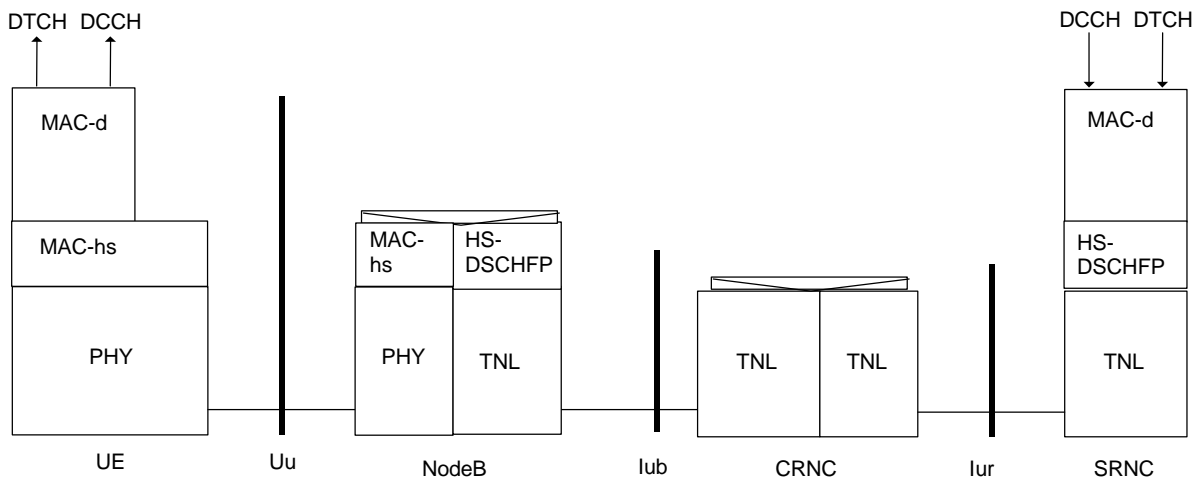 DTCH DCCH
DCCH DTCH
MAC-d
MAC-d
MAC-hs
MAC-
hs
HS-
DSCHFP
HS-
DSCHFP
PHY
PHY
TNL
TNL
TNL
TNL
UE
Uu
NodeB
Iub
CRNC
Iur
SRNC